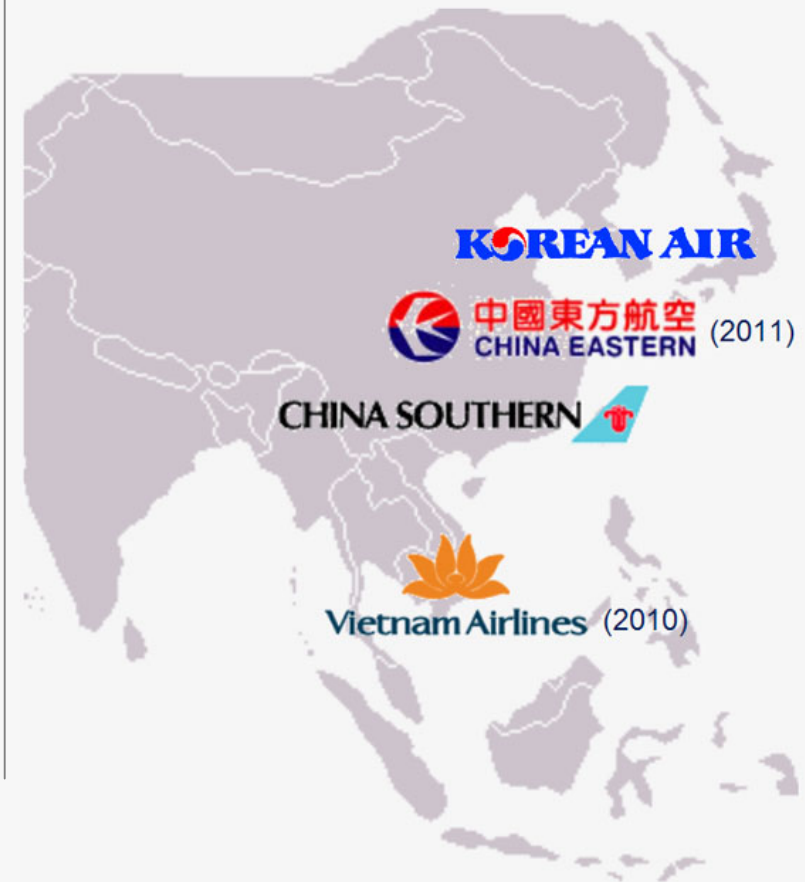 KOREAN AIR
中國東方航空
CHINA EASTERN (2011)
CHINA SOUTHERN
Vietnam Airlines (2010)